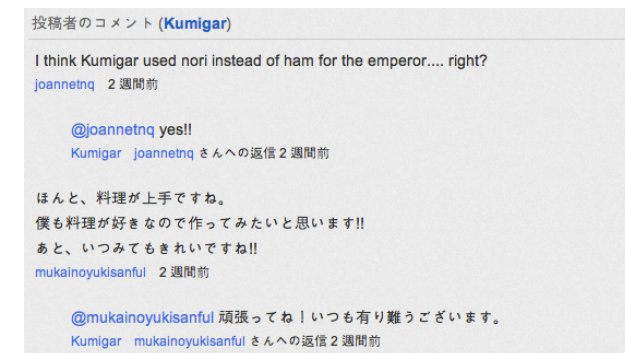 投稿者のコメント (Kumigar)
I think Kumigar used nori instead of ham for the emperor.... right?
joannetnq 2 週間前
@joannetnq yes!!
Kumigar joannetnq さんへの返信 2 週間前
ほんと、料理が上手ですね。
僕も料理が好きなので作ってみたいと思います!!
あと、いつみてもきれいですね!!
mukainoyukisanful 2 週間前
@mukainoyukisanful 頑張ってね！いつも有り難うございます。
Kumigar mukainoyukisanful さんへの返信 2 週間前